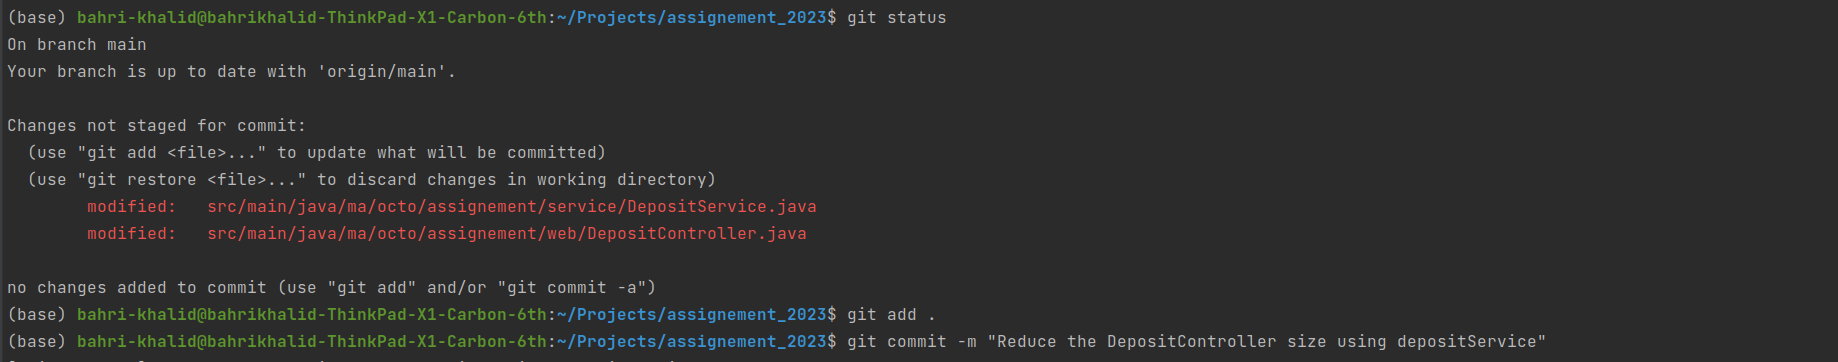 (base) bahri-khalid@bahrikhalid-ThinkPad-X1-Carbon-6th:~/Projects/assignement_2023$ git status
On branch main
Your branch is up to date with 'origin/main'.
Changes not staged for commit:
(use "git add <file>..." to update what will be committed)
(use "git restore <file>..." to discard changes in working directory)
modified:   src/main/java/ma/octo/assignement/service/DepositService.java
modified:   src/main/java/ma/octo/assignement/web/DepositController.java
no changes added to commit (use "git add" and/or "git commit -a")
(base) bahri-khalid@bahrikhalid-ThinkPad-X1-Carbon-6th:~/Projects/assignement_2023$ git add .
(base) bahri-khalid@bahrikhalid-ThinkPad-X1-Carbon-6th:~/Projects/assignement_2023$ git commit -m "Reduce the DepositController size using depositService"